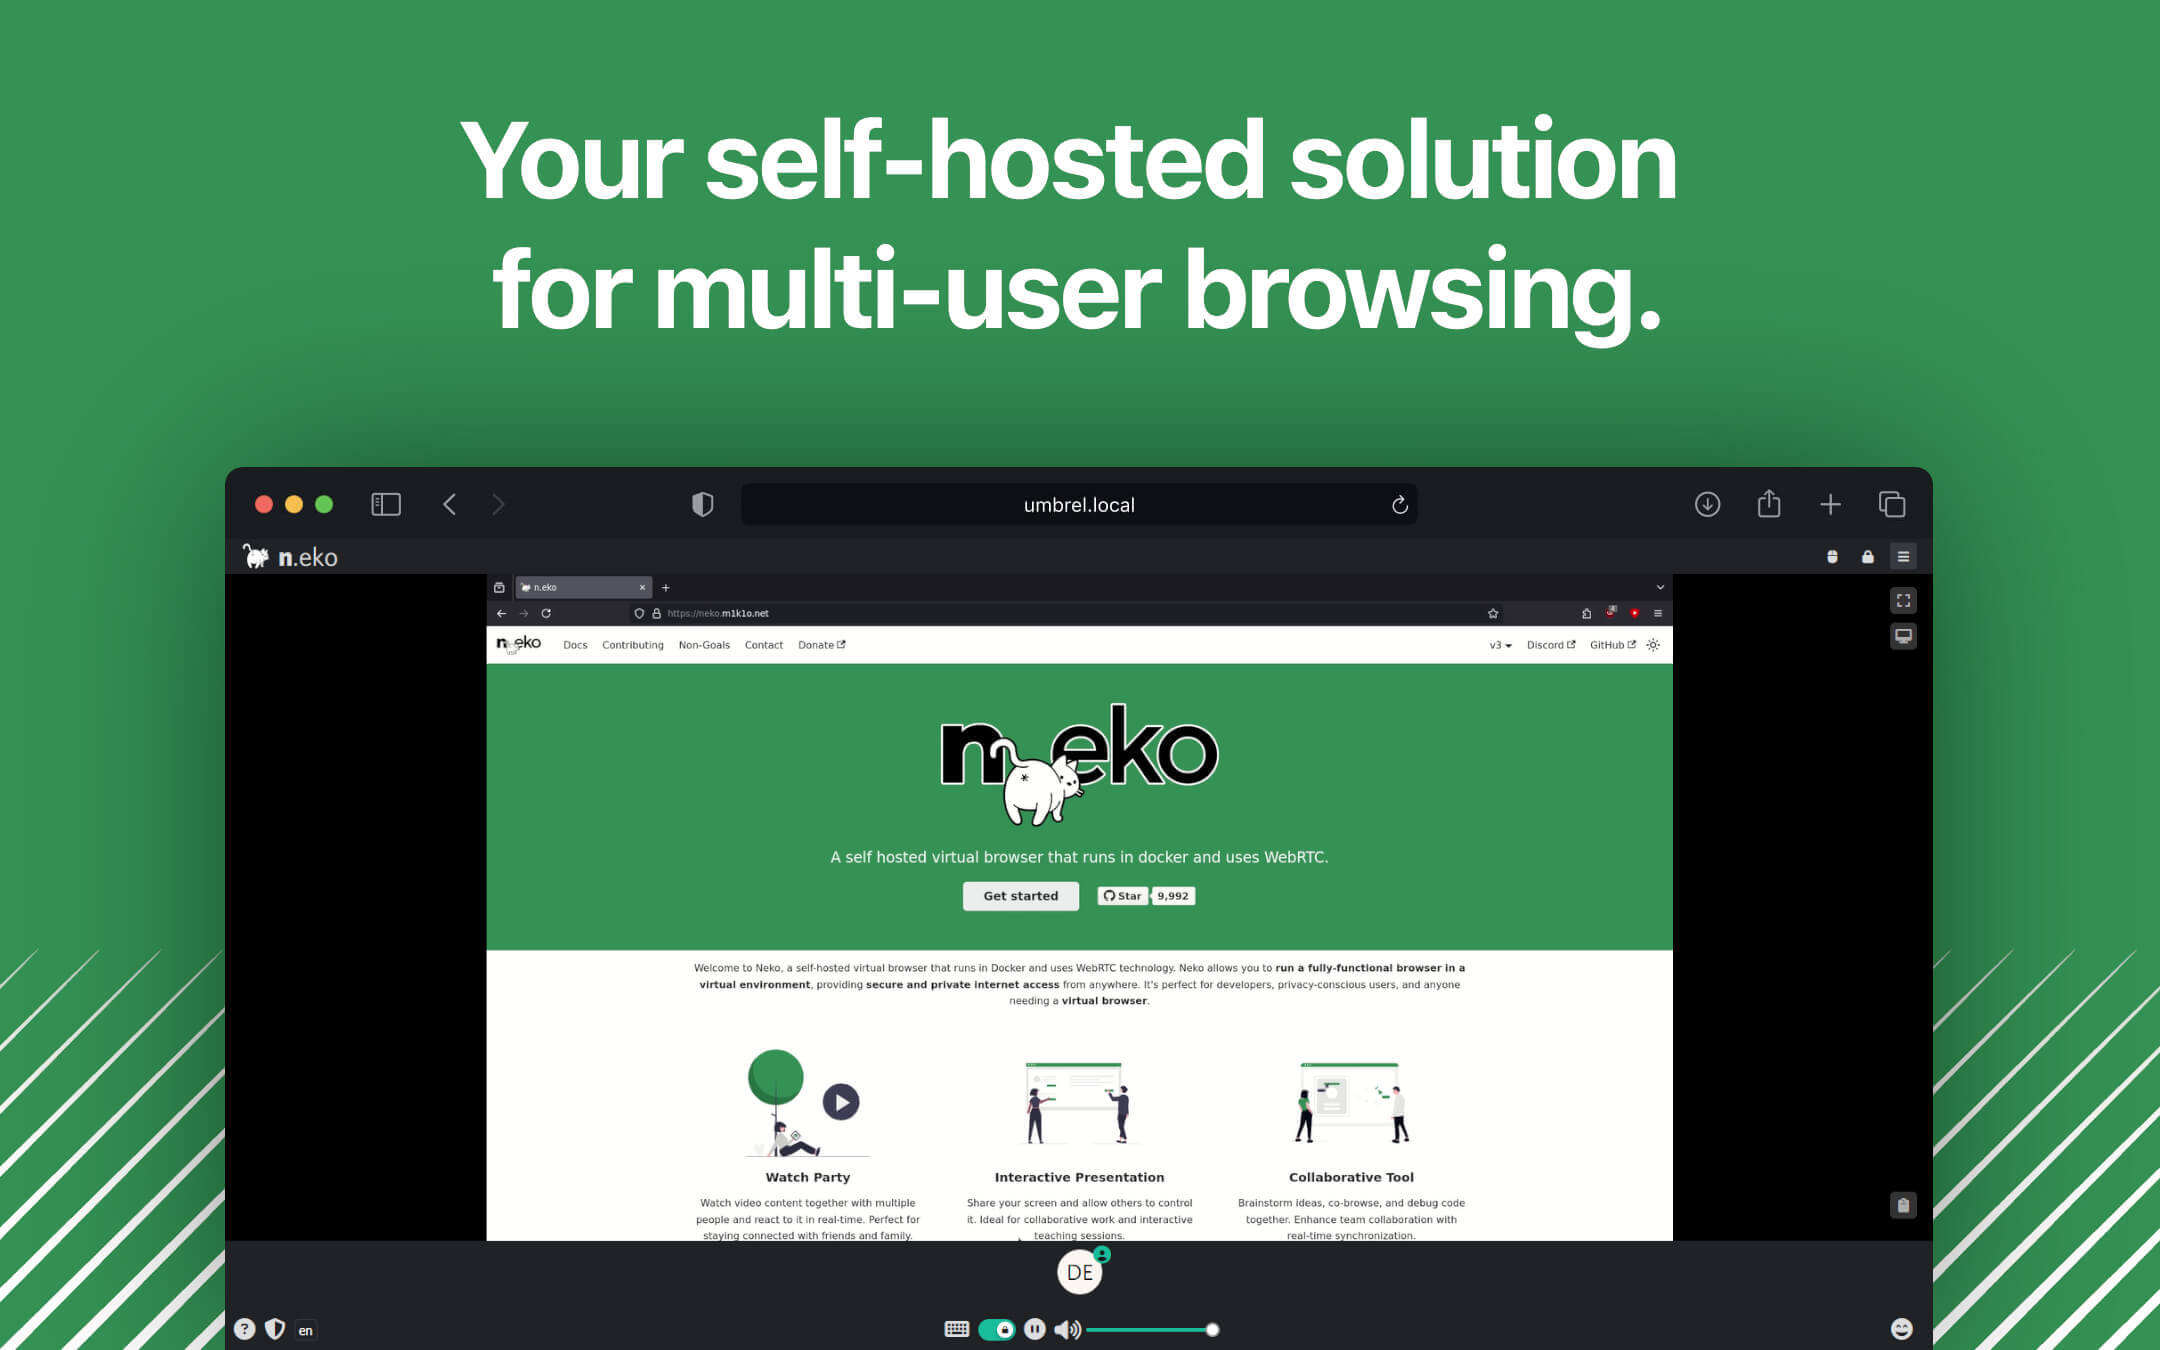 Your self-hosted solution
for multi-user browsing.
umbrel.local
n.eko
n.eko
https://neko.m1k1o.net
n.eko Docs Contributing Non-Goals Contact Donate v3 Discord GitHub
n.eko
A self hosted virtual browser that runs in docker and uses WebRTC.
Get started Star 9,992
Welcome to Neko, a self-hosted virtual browser that runs in Docker and uses WebRTC technology. Neko allows you to run a fully-functional browser in a
virtual environment, providing secure and private internet access from anywhere. It's perfect for developers, privacy-conscious users, and anyone
needing a virtual browser.
Watch Party
Watch video content together with multiple
people and react to it in real-time. Perfect for
staying connected with friends and family.
Interactive Presentation
Share your screen and allow others to control
it. Ideal for collaborative work and interactive
teaching sessions.
Collaborative Tool
Brainstorm ideas, co-browse, and debug code
together. Enhance team collaboration with
real-time synchronization.
DE
en